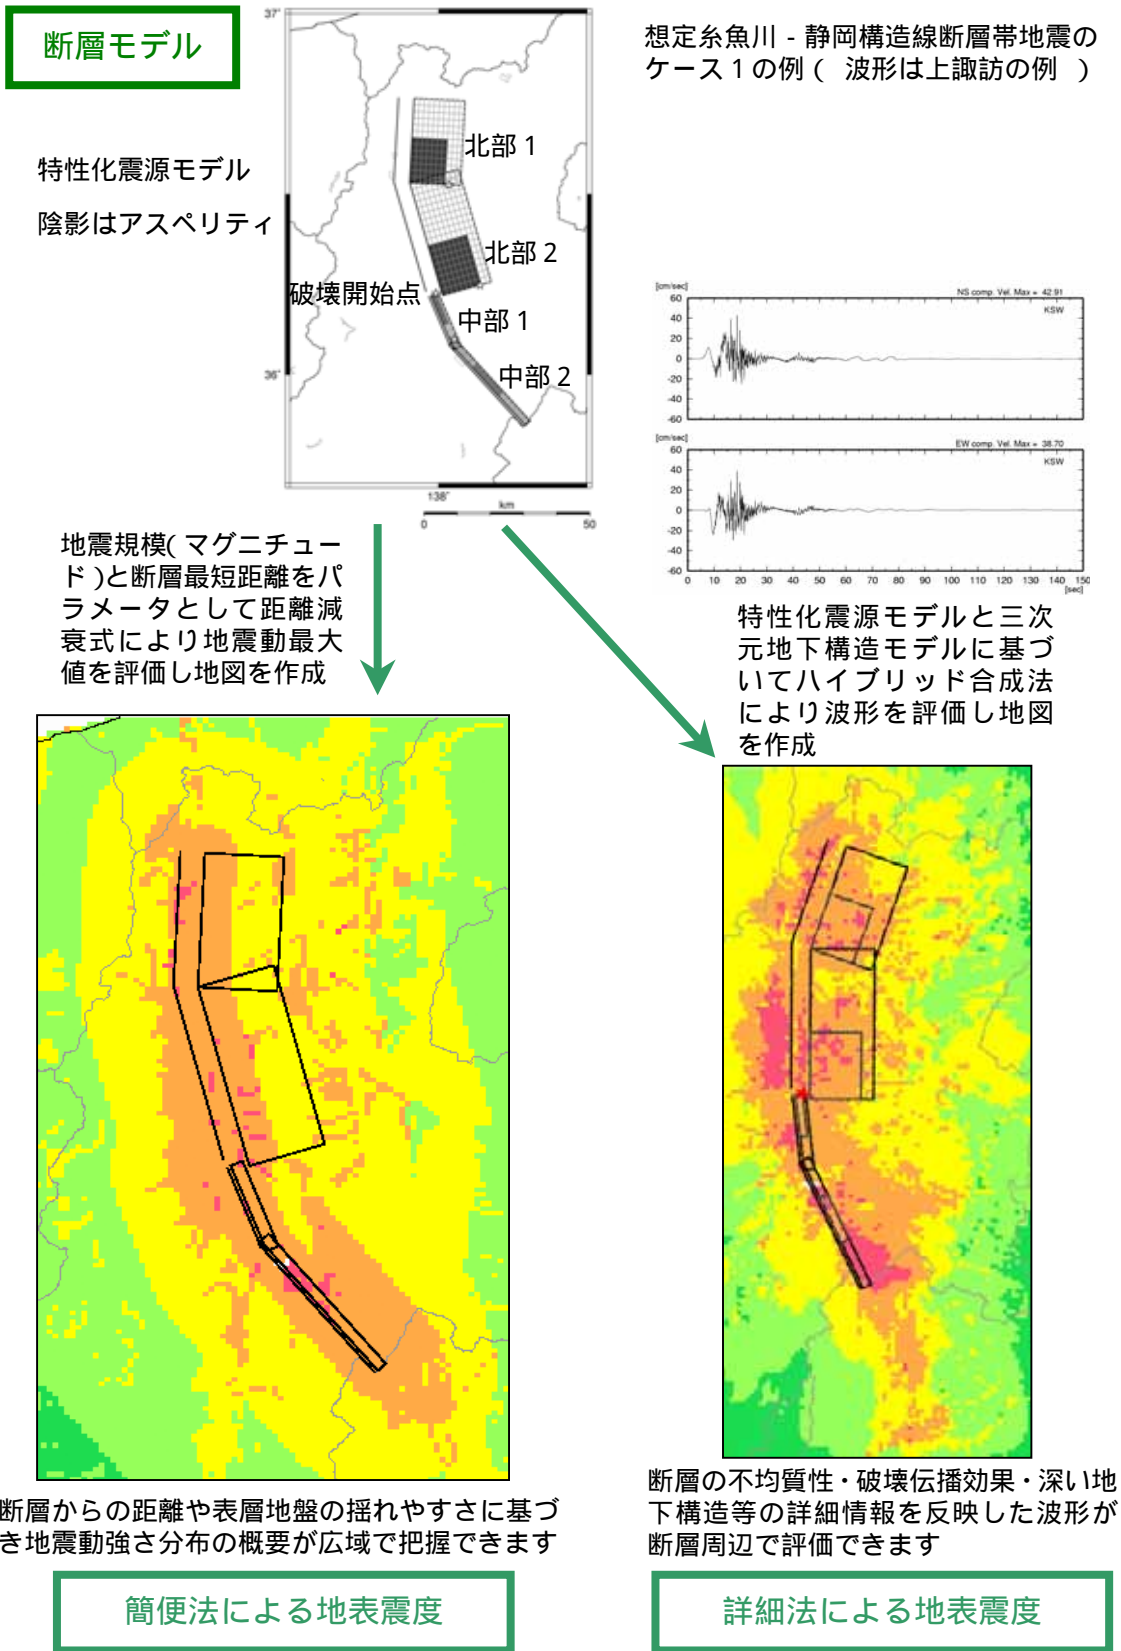 断層モデル
想定糸魚川 - 静岡構造線断層帯地震の
ケース1の例 ( 波形は上諏訪の例 )
特性化震源モデル
陰影はアスペリティ
37°
36°
138°
北部 1
北部 2
破壊開始点
中部 1
中部 2
km
0 50
[cm/sec]
NS comp. Vel. Max = 42.91
KSW
60
40
20
0
-20
-40
-60
[cm/sec]
EW comp. Vel. Max = 38.70
KSW
60
40
20
0
-20
-40
-60
0 10 20 30 40 50 60 70 80 90 100 110 120 130 140 150
[sec]
地震規模( マグニチュー
ド )と断層最短距離をパ
ラメータとして距離減
衰式により地震動最大
値を評価し地図を作成
特性化震源モデルと三次
元地下構造モデルに基づ
いてハイブリッド合成法
により波形を評価し地図
を作成
断層からの距離や表層地盤の揺れやすさに基づ
き地震動強さ分布の概要が広域で把握できます
断層の不均質性・破壊伝播効果・深い地
下構造等の詳細情報を反映した波形が
断層周辺で評価できます
簡便法による地表震度
詳細法による地表震度